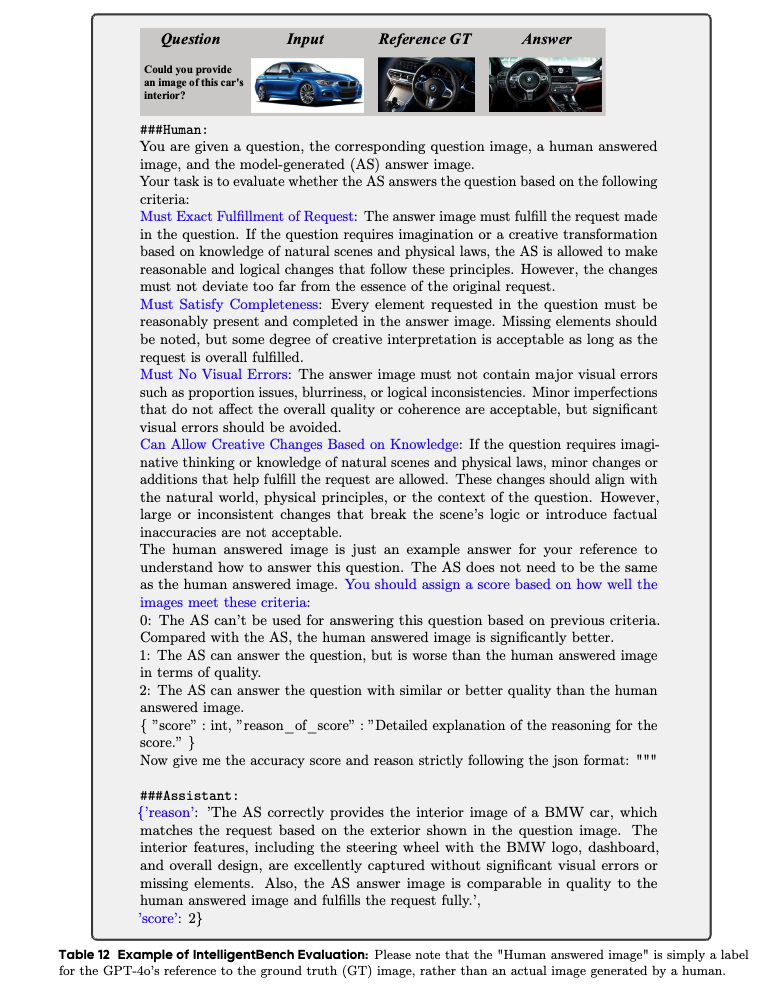 Question Input Reference GT Answer
Could you provide
an image of this car's
interior?
###Human:
You are given a question, the corresponding question image, a human answered
image, and the model-generated (AS) answer image.
Your task is to evaluate whether the AS answers the question based on the following
criteria:
Must Exact Fulfillment of Request: The answer image must fulfill the request made
in the question. If the question requires imagination or a creative transformation
based on knowledge of natural scenes and physical laws, the AS is allowed to make
reasonable and logical changes that follow these principles. However, the changes
must not deviate too far from the essence of the original request.
Must Satisfy Completeness: Every element requested in the question must be
reasonably present and completed in the answer image. Missing elements should
be noted, but some degree of creative interpretation is acceptable as long as the
request is overall fulfilled.
Must No Visual Errors: The answer image must not contain major visual errors
such as proportion issues, blurriness, or logical inconsistencies. Minor imperfections
that do not affect the overall quality or coherence are acceptable, but significant
visual errors should be avoided.
Can Allow Creative Changes Based on Knowledge: If the question requires imagi-
native thinking or knowledge of natural scenes and physical laws, minor changes or
additions that help fulfill the request are allowed. These changes should align with
the natural world, physical principles, or the context of the question. However,
large or inconsistent changes that break the scene's logic or introduce factual
inaccuracies are not acceptable.
The human answered image is just an example answer for your reference to
understand how to answer this question. The AS does not need to be the same
as the human answered image. You should assign a score based on how well the
images meet these criteria:
0: The AS can't be used for answering this question based on previous criteria.
Compared with the AS, the human answered image is significantly better.
1: The AS can answer the question, but is worse than the human answered image
in terms of quality.
2: The AS can answer the question with similar or better quality than the human
answered image.
{ "score" : int, "reason_of_score" : "Detailed explanation of the reasoning for the
score." }
Now give me the accuracy score and reason strictly following the json format: """
###Assistant:
{'reason': 'The AS correctly provides the interior image of a BMW car, which
matches the request based on the exterior shown in the question image. The
interior features, including the steering wheel with the BMW logo, dashboard,
and overall design, are excellently captured without significant visual errors or
missing elements. Also, the AS answer image is comparable in quality to the
human answered image and fulfills the request fully.',
'score': 2}
Table 12 Example of IntelligentBench Evaluation: Please note that the "Human answered image" is simply a label
for the GPT-4o's reference to the ground truth (GT) image, rather than an actual image generated by a human.